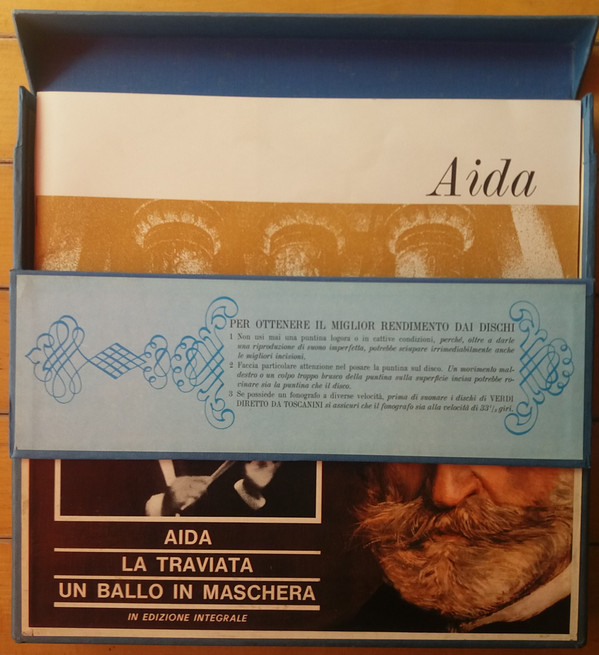 Aida
PER OTTENERE IL MIGLIOR RENDIMENTO DAI DISCHI
1 Non usi mai una puntina logora o in cattive condizioni, perché, oltre a darle
una riproduzione di suono imperfetta, potrebbe sciupare irrimediabilmente anche
le migliori incisioni.
2 Faccia particolare attenzione nel posare la puntina sul disco. Un movimento mal-
destro o un colpo troppo brusco della puntina sulla superficie incisa potrebbe ro-
vinare sia la puntina che il disco.
3 Se possiede un fonografo a diverse velocità, prima di suonare i dischi di VERDI
DIRETTO DA TOSCANINI si assicuri che il fonografo sia alla velocità di 33¹/₃ giri.
AIDA
LA TRAVIATA
UN BALLO IN MASCHERA
IN EDIZIONE INTEGRALE